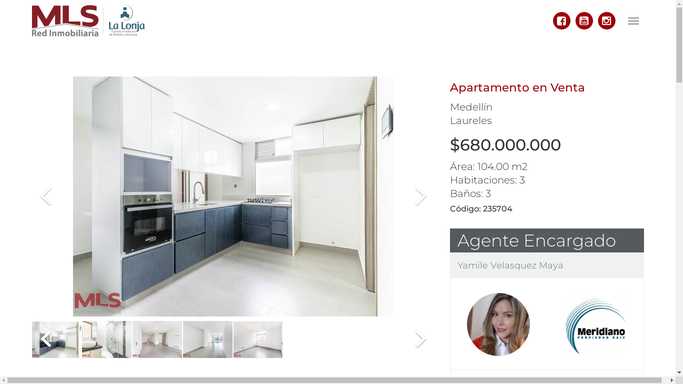 MLS
Red Inmobiliaria
La Lonja
Apartamento en Venta
Medellín
Laureles
$680.000.000
Área: 104.00 m2
Habitaciones: 3
Baños: 3
Código: 235704
MLS
Agente Encargado
Yamile Velasquez Maya
Meridiano